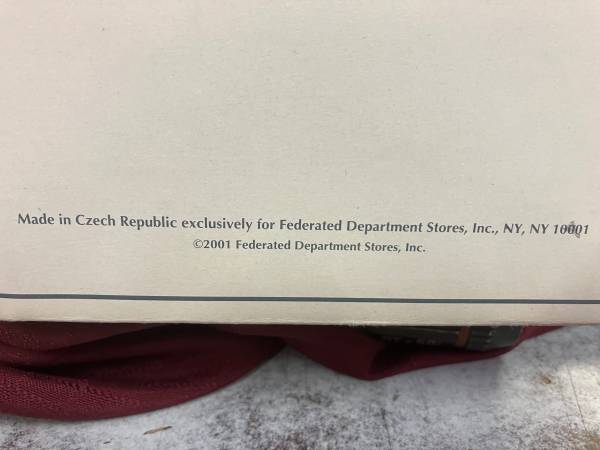 Made in Czech Republic exclusively for Federated Department Stores, Inc., NY, NY 10001
©2001 Federated Department Stores, Inc.